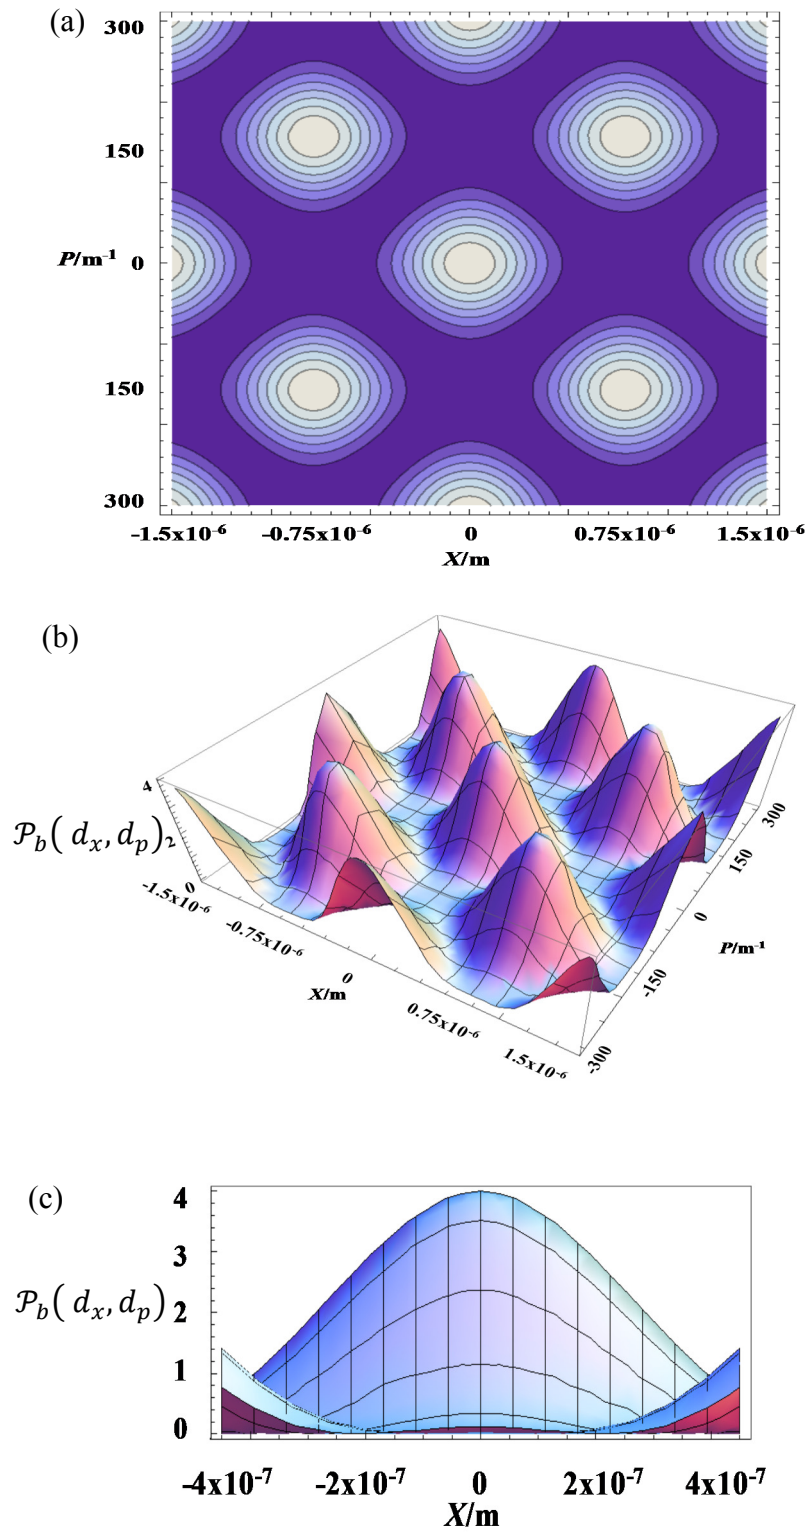 (a)
300
150
P/m⁻¹ 0
150
300
-1.5x10⁻⁶ -0.75x10⁻⁶ 0 0.75x10⁻⁶ 1.5x10⁻⁶
X/m
(b)
4
𝒫b( dx, dp) 2
0
-1.5x10⁻⁶
-0.75x10⁻⁶
0
X/m
0.75x10⁻⁶
1.5x10⁻⁶
300
150
0
P/m⁻¹
-150
-300
(c)
4
3
𝒫b( dx, dp) 2
1
0
-4x10⁻⁷ -2x10⁻⁷ 0 2x10⁻⁷ 4x10⁻⁷
X/m